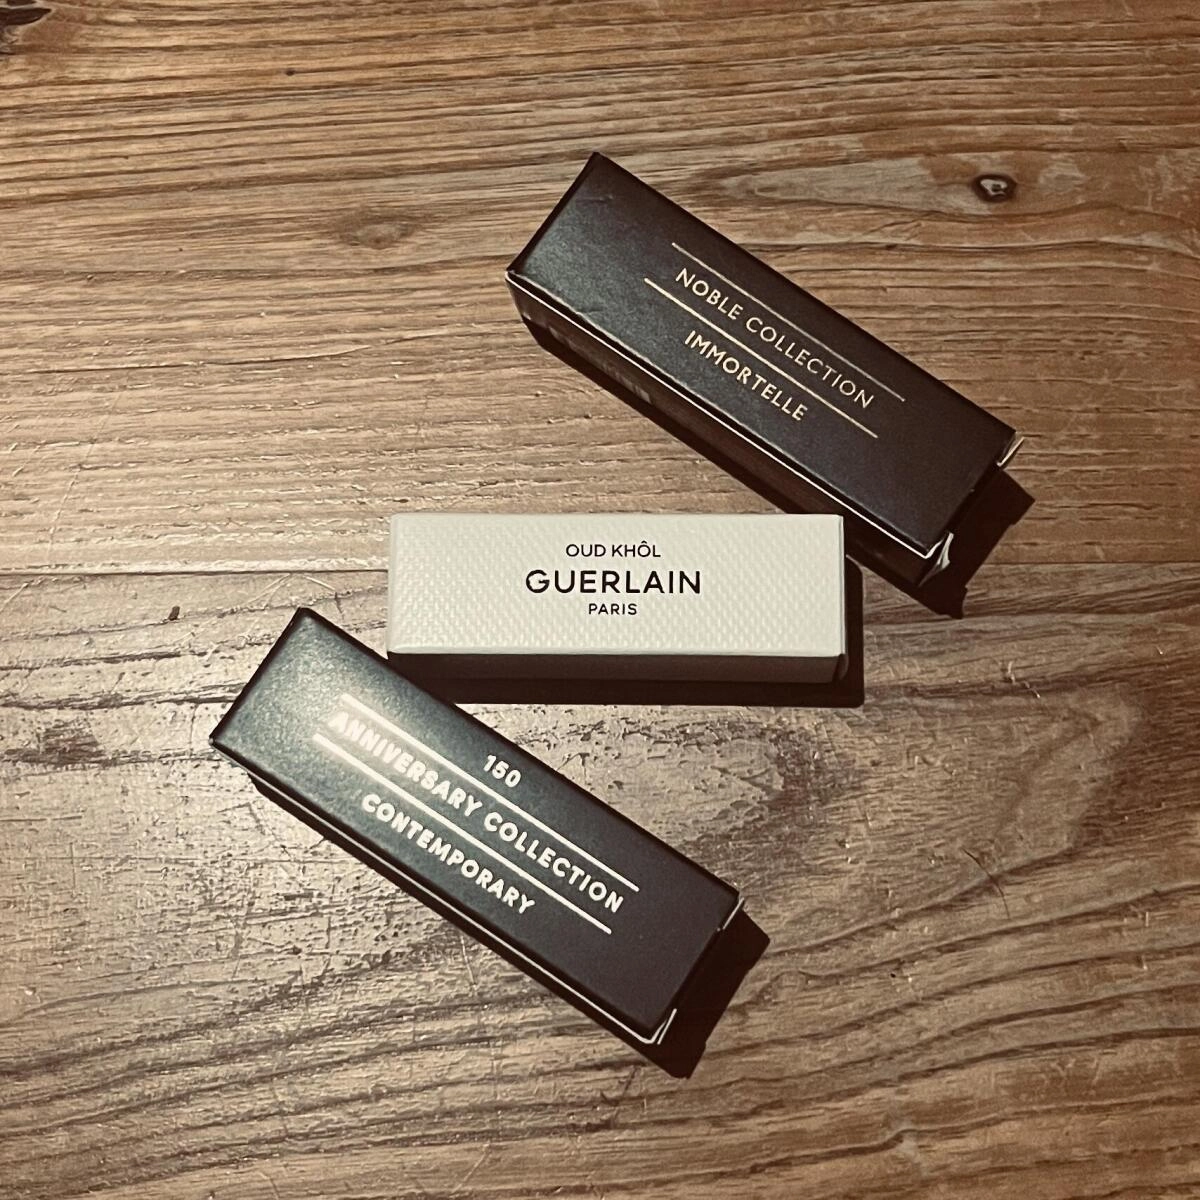 NOBLE COLLECTION
IMMORTELLE
OUD KHÔL
GUERLAIN
PARIS
150
ANNIVERSARY COLLECTION
CONTEMPORARY